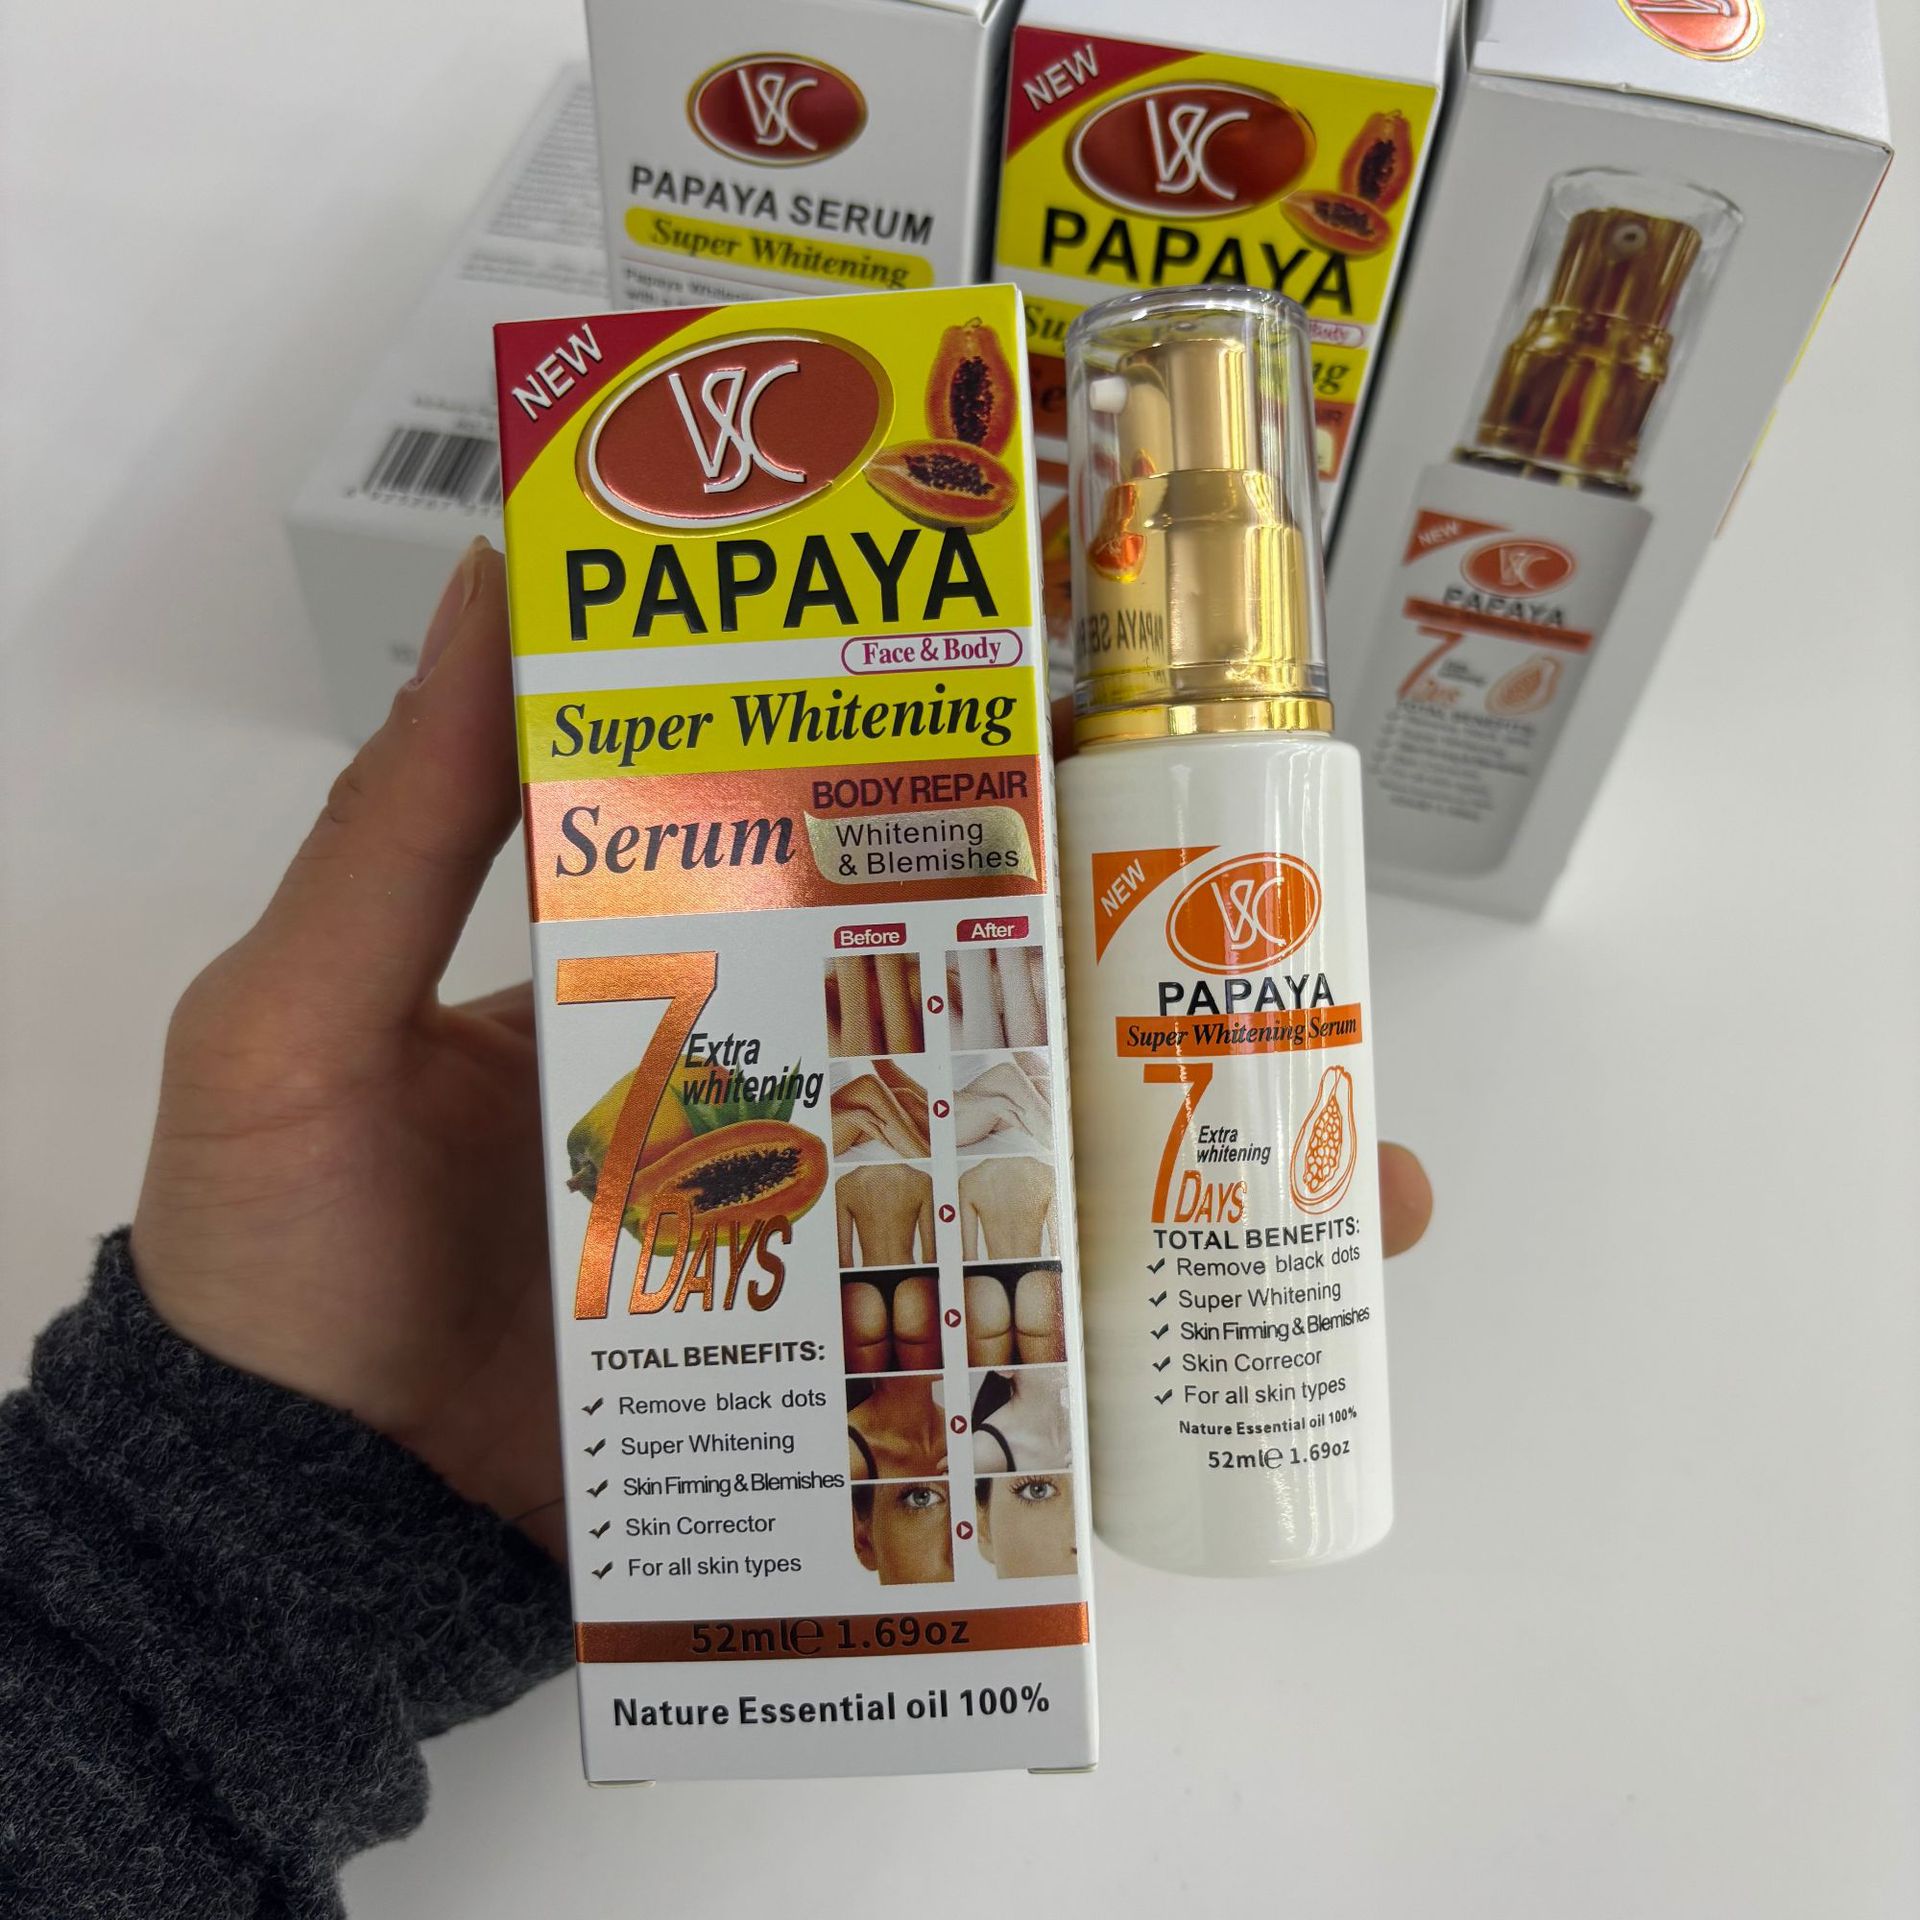 VSC
PAPAYA SERUM
Super Whitening
NEW
VSC
PAPAYA
NEW
VSC
PAPAYA
7
DAYS
TOTAL BENEFITS:
NEW
VSC
PAPAYA
Face & Body
Super Whitening
Serum
BODY REPAIR
Whitening
& Blemishes
Before
After
7
Extra
whitening
DAYS
TOTAL BENEFITS:
Remove black dots
Super Whitening
Skin Firming & Blemishes
Skin Corrector
For all skin types
52ml℮ 1.69oz
Nature Essential oil 100%
NEW
VSC
PAPAYA
Super Whitening Serum
7
Extra
whitening
DAYS
TOTAL BENEFITS:
Remove black dots
Super Whitening
Skin Firming & Blemishes
Skin Correcor
For all skin types
Nature Essential oil 100%
52ml℮ 1.69oz